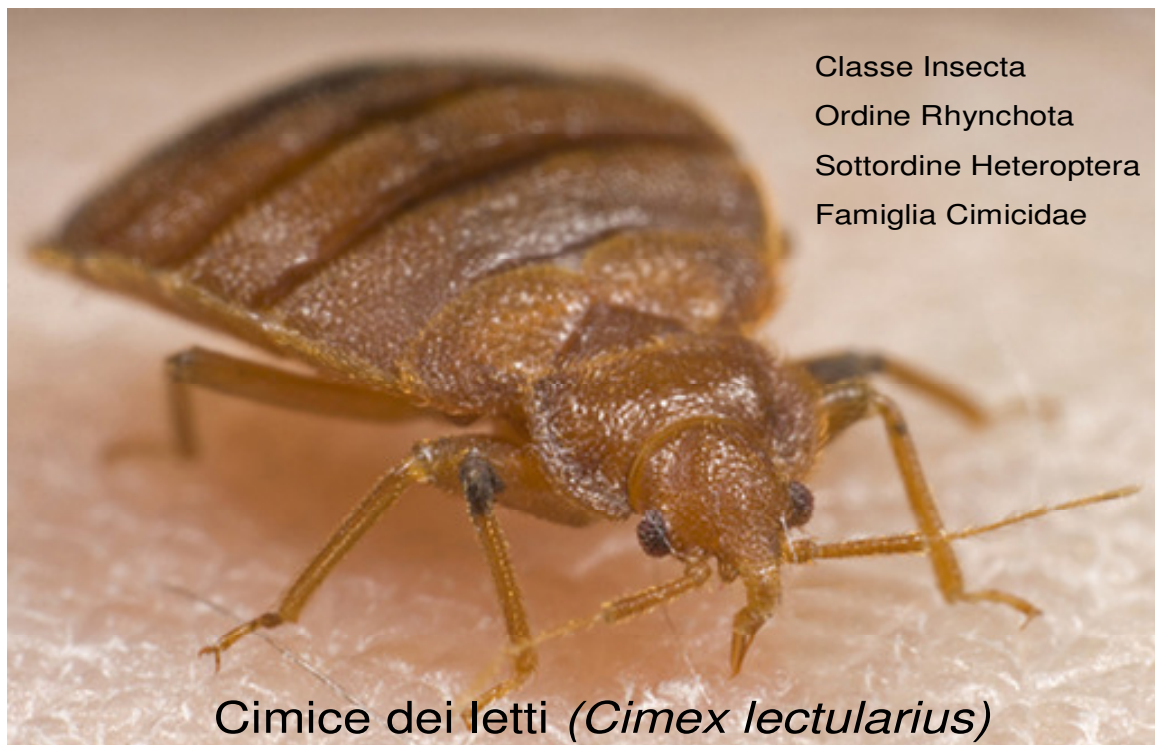 Classe Insecta
Ordine Rhynchota
Sottordine Heteroptera
Famiglia Cimicidae
Cimice dei letti (Cimex lectularius)